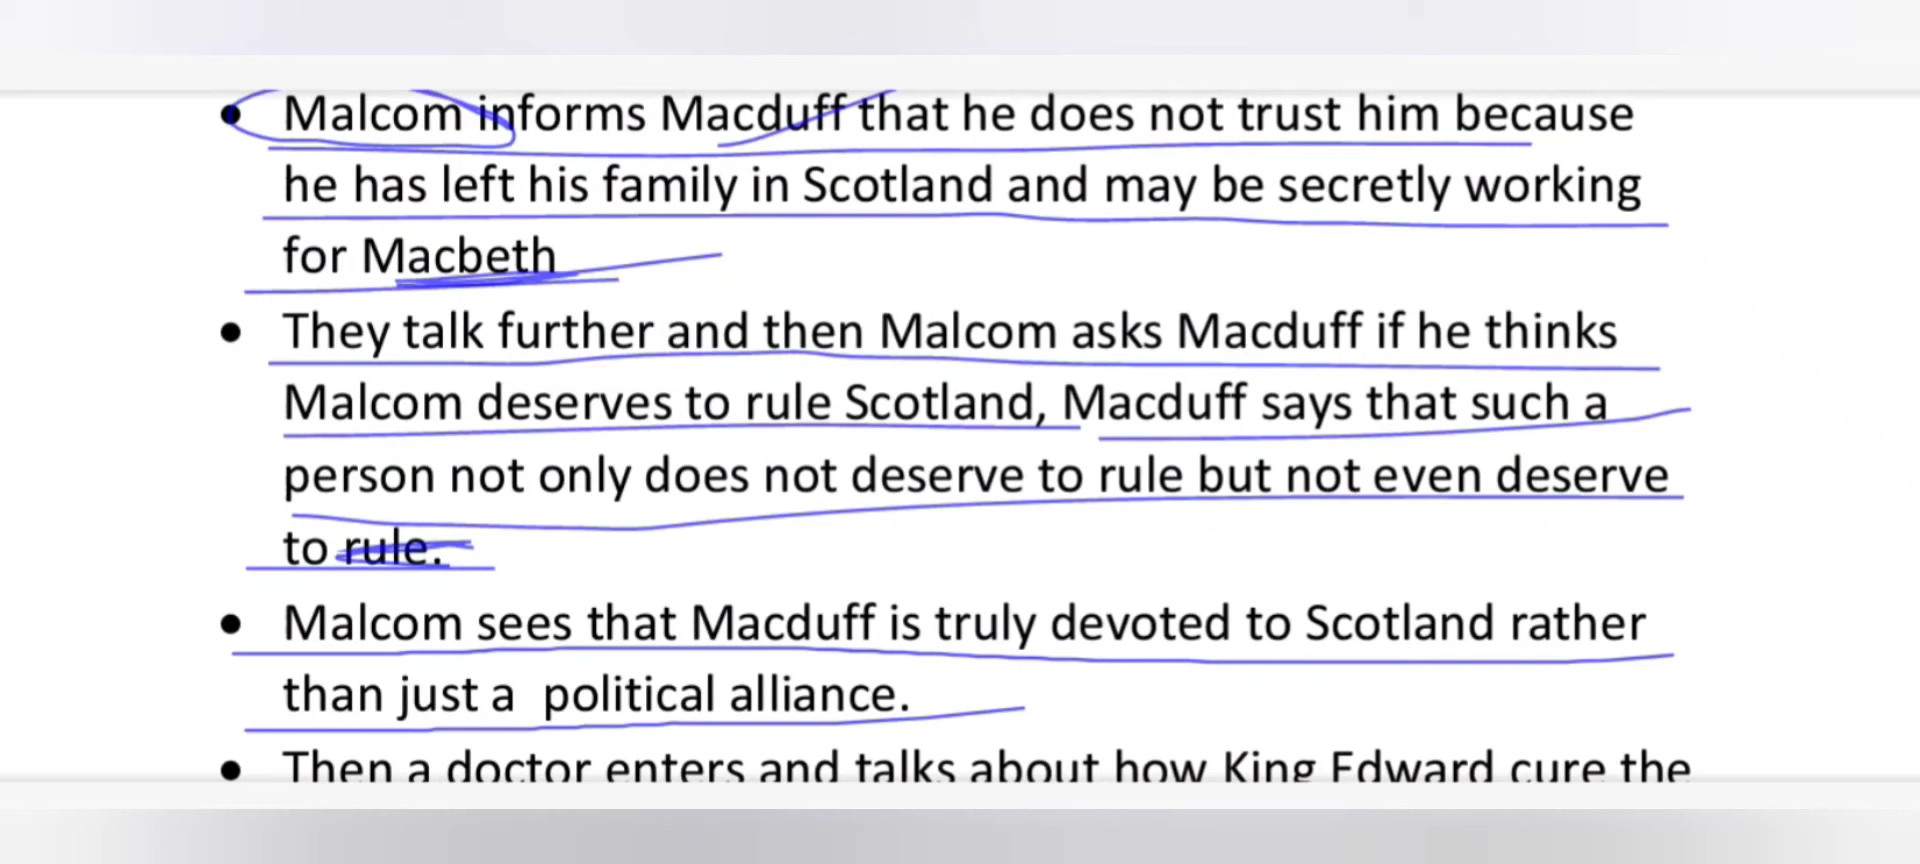 • Malcom informs Macduff that he does not trust him because
he has left his family in Scotland and may be secretly working
for Macbeth
• They talk further and then Malcom asks Macduff if he thinks
Malcom deserves to rule Scotland, Macduff says that such a
person not only does not deserve to rule but not even deserve
to rule.
• Malcom sees that Macduff is truly devoted to Scotland rather
than just a  political alliance.
• Then a doctor enters and talks about how King Edward cure the